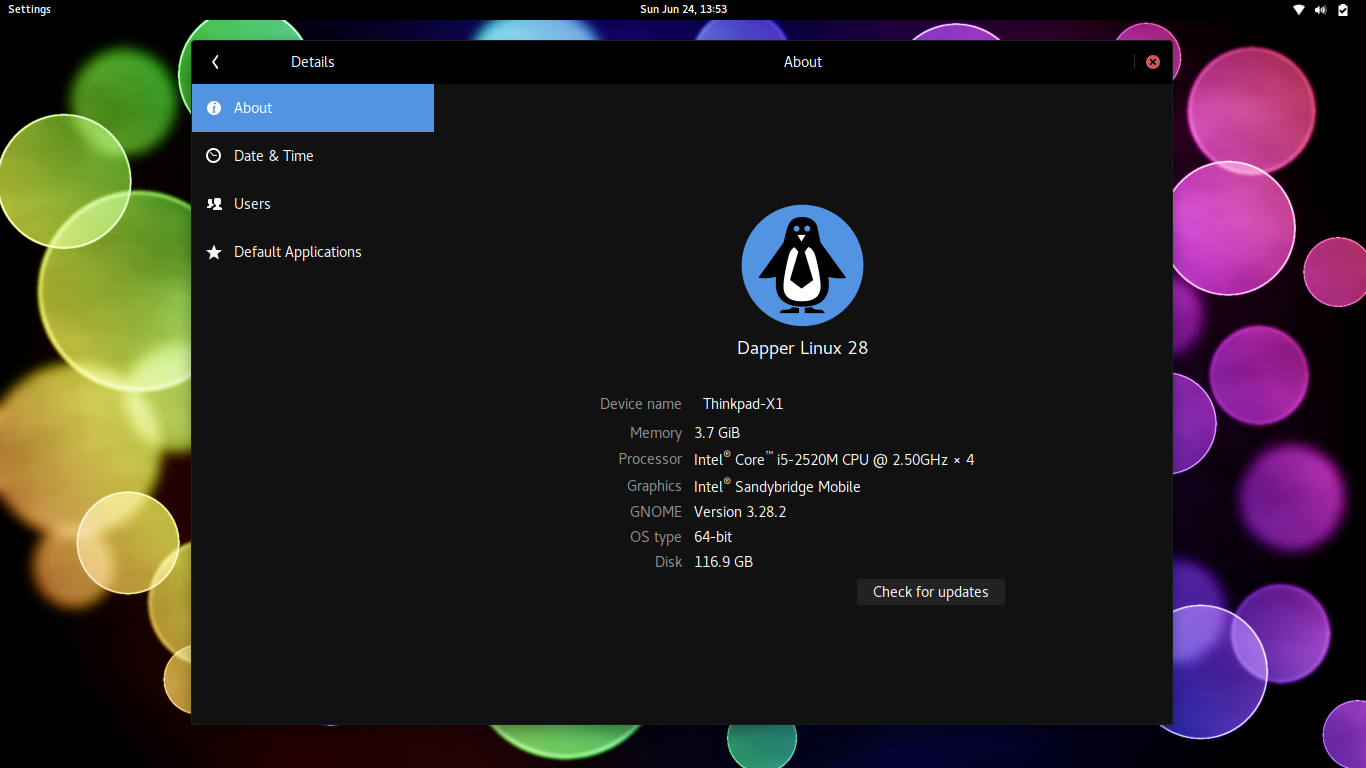 Settings Sun Jun 24, 13:53
Details About
About
Date & Time
Users
Default Applications
Dapper Linux 28
Device name Thinkpad-X1
Memory 3.7 GiB
Processor Intel® Core™ i5-2520M CPU @ 2.50GHz × 4
Graphics Intel® Sandybridge Mobile
GNOME Version 3.28.2
OS type 64-bit
Disk 116.9 GB
Check for updates